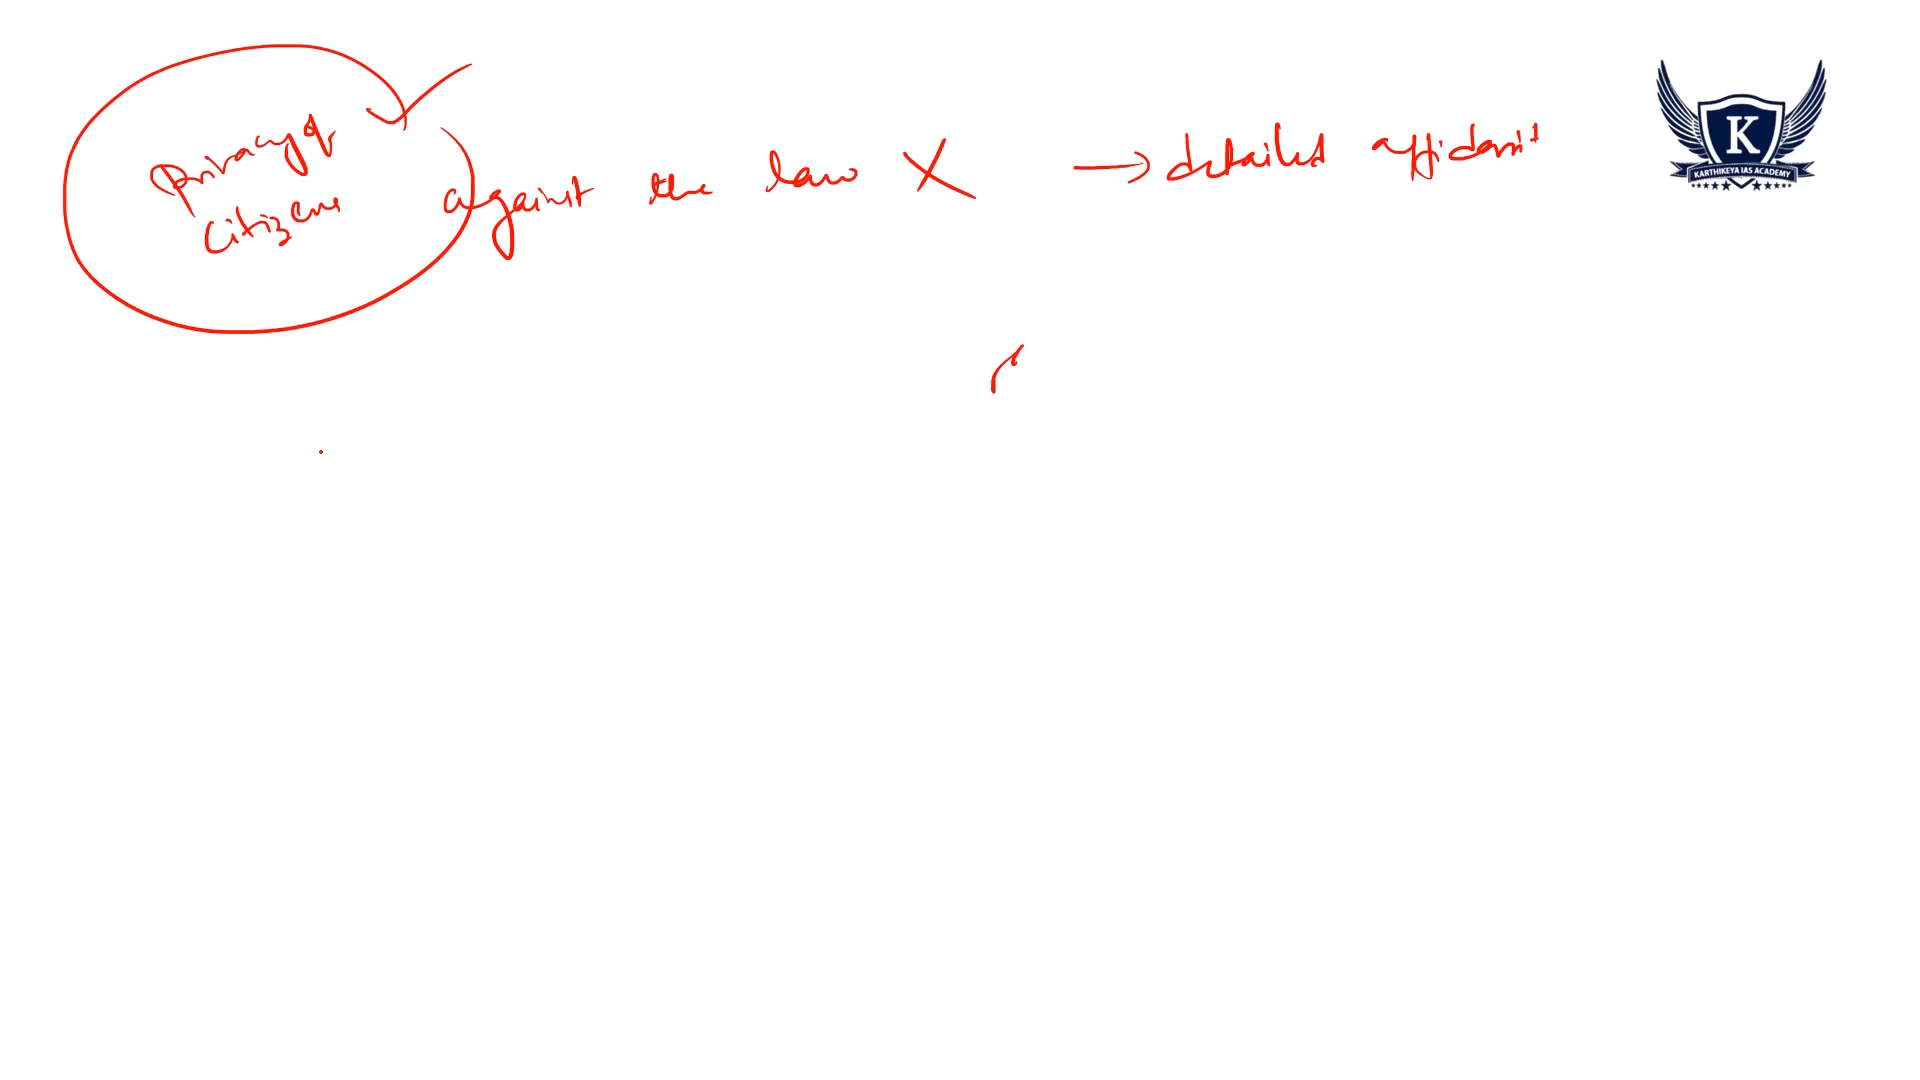 Privacy of
citizens
against the law X → detailed affidavit
K
KARTHIKEYA IAS ACADEMY